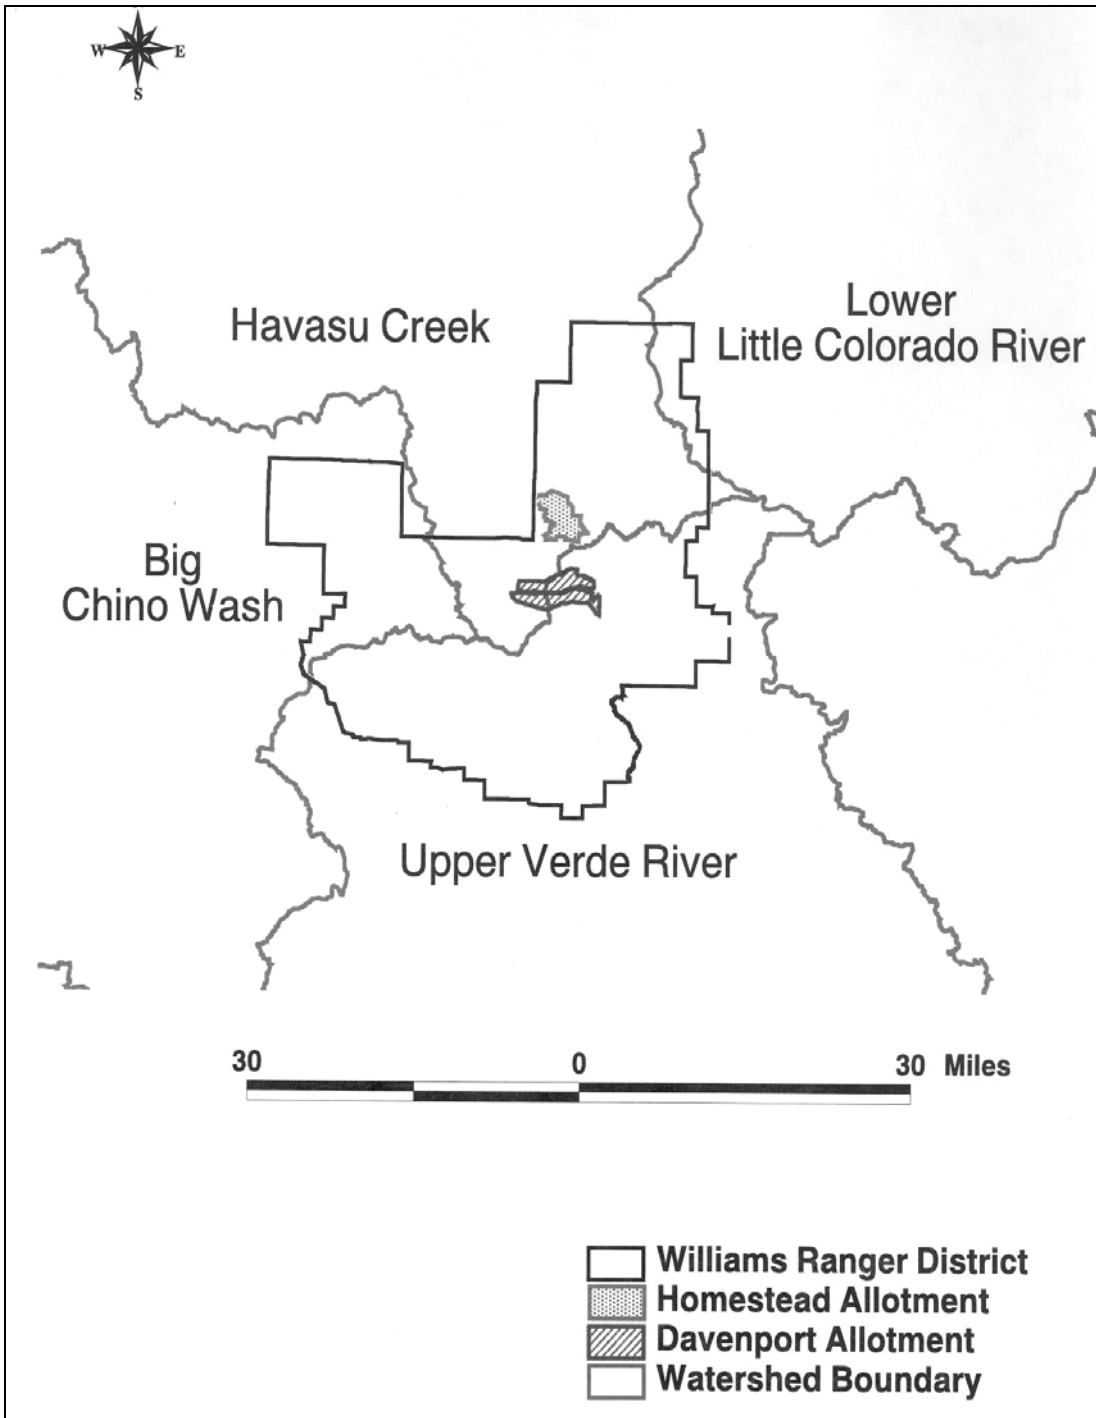 W E
S
Havasu Creek
Lower
Little Colorado River
Big
Chino Wash
Upper Verde River
30 0 30 Miles
Williams Ranger District
Homestead Allotment
Davenport Allotment
Watershed Boundary